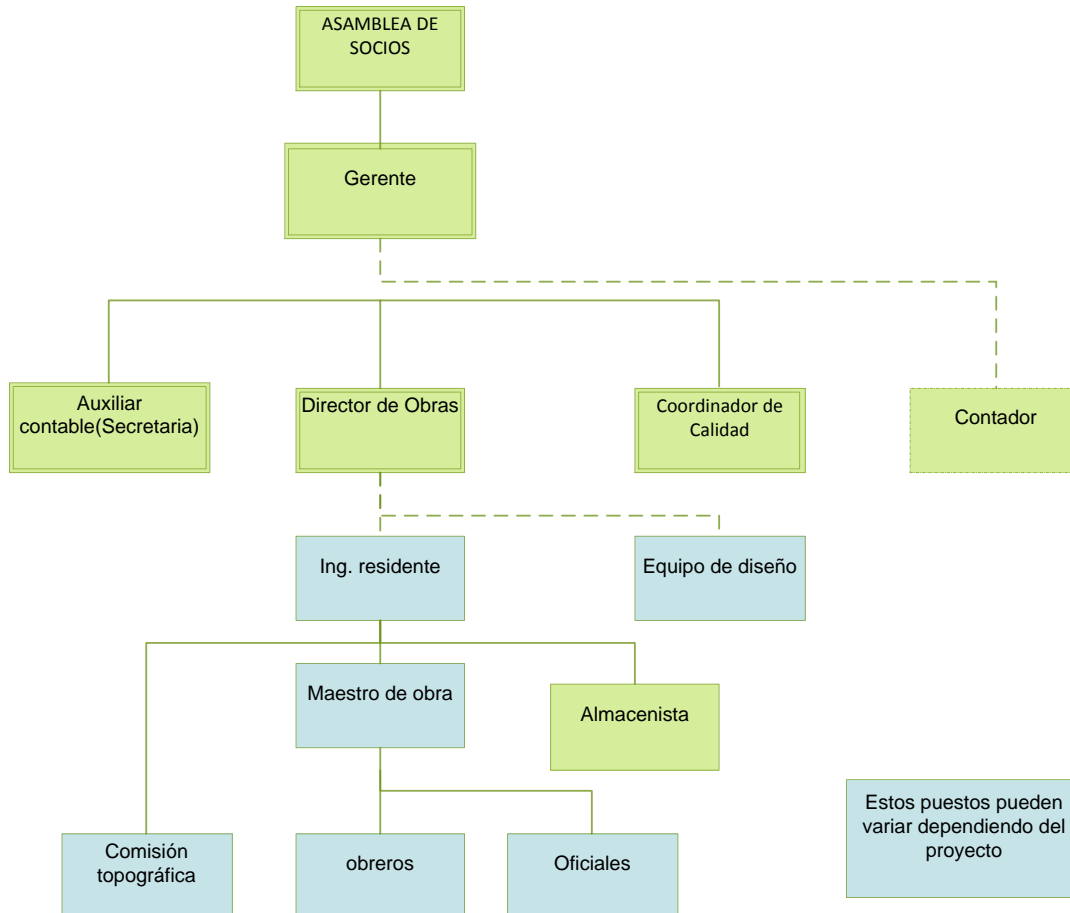 ASAMBLEA DE
SOCIOS
Gerente
Auxiliar
contable(Secretaria)
Director de Obras
Coordinador de
Calidad
Contador
Ing. residente
Equipo de diseño
Maestro de obra
Almacenista
Comisión
topográfica
obreros
Oficiales
Estos puestos pueden
variar dependiendo del
proyecto